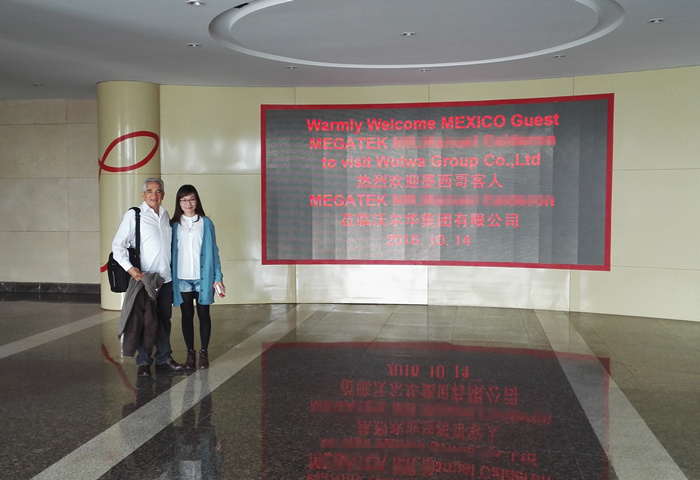 Warmly Welcome MEXICO Guest
MEGATEK
to visit Wolwa Group Co.,Ltd
热烈欢迎墨西哥客人
MEGATEK
莅临沃尔华集团有限公司
2016. 10. 14